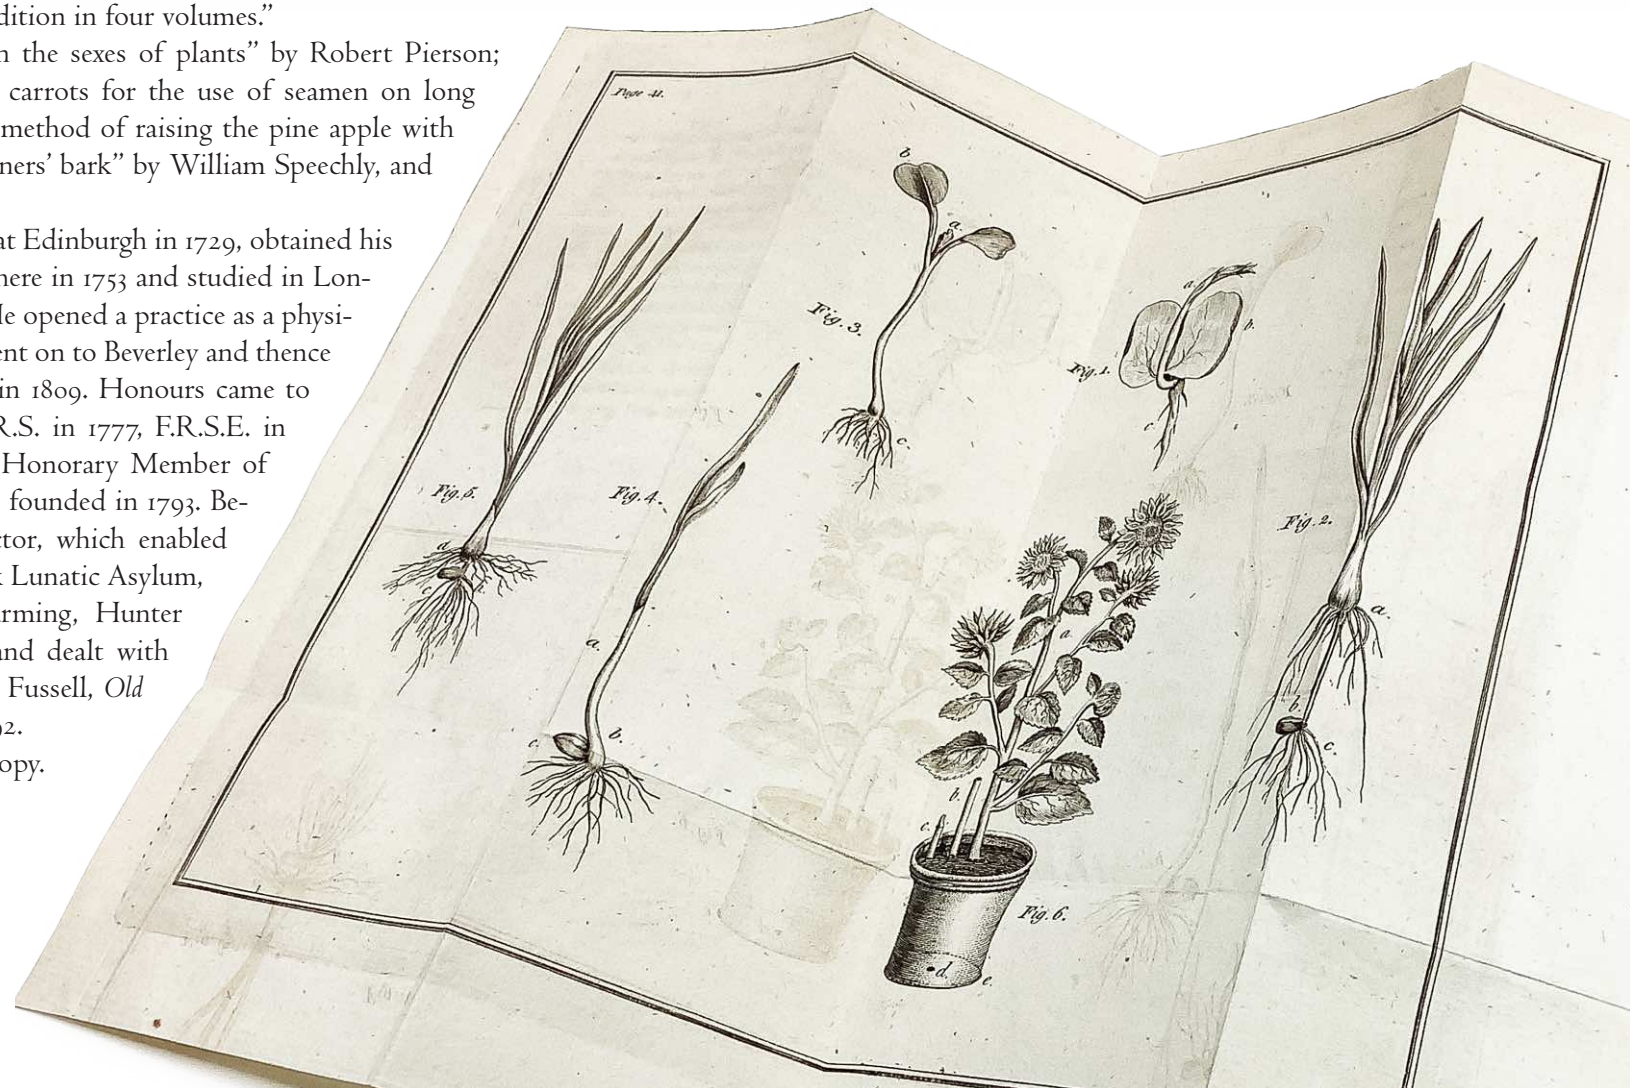 dition in four volumes.”
n the sexes of plants” by Robert Pierson;
carrots for the use of seamen on long
method of raising the pine apple with
ners’ bark” by William Speechly, and
at Edinburgh in 1729, obtained his
here in 1753 and studied in Lon-
He opened a practice as a physi-
ent on to Beverley and thence
in 1809. Honours came to
R.S. in 1777, F.R.S.E. in
Honorary Member of
founded in 1793. Be-
ctor, which enabled
k Lunatic Asylum,
arming, Hunter
and dealt with
Fussell, Old
92.
opy.
Page 41.
b
a.
Fig. 3.
c.
a
b.
Fig. 1.
c
Fig. 5.
a
c
Fig. 4.
a.
b.
c.
Fig. 2.
a.
b.
c.
a
b.
c.
Fig. 6.
d.
e.